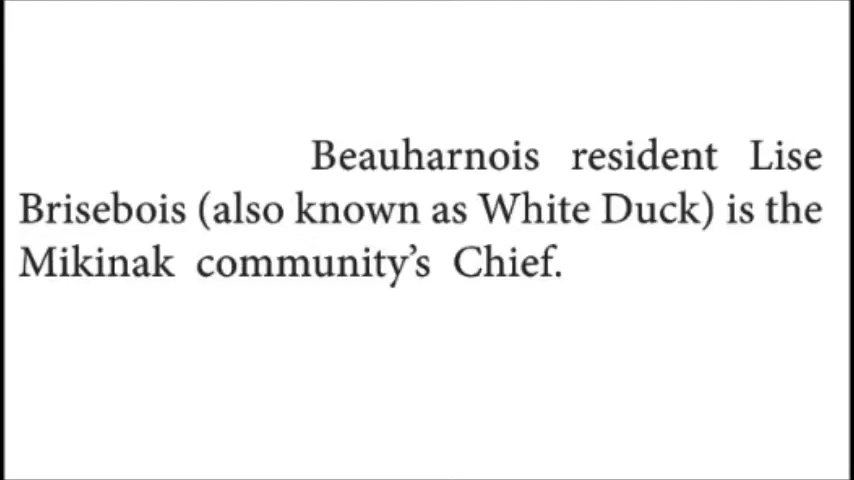 Beauharnois resident Lise
Brisebois (also known as White Duck) is the
Mikinak community’s Chief.